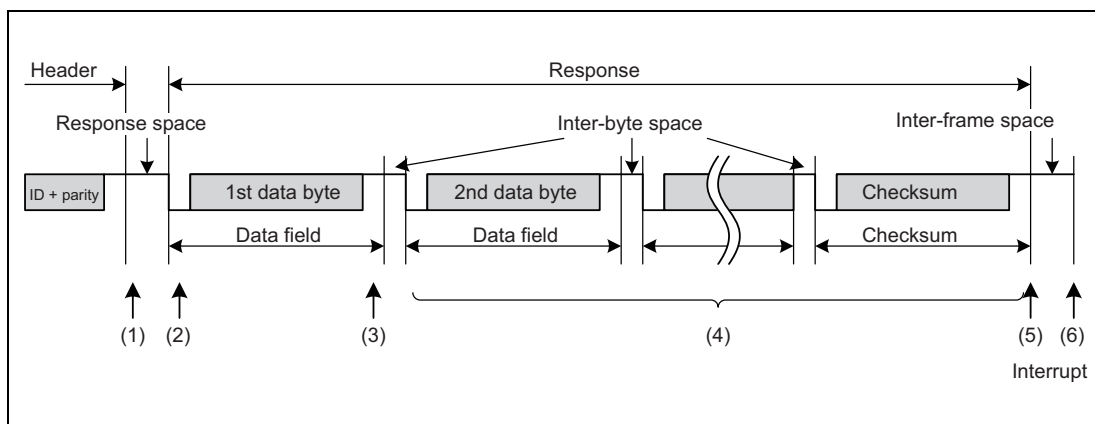 Header
Response
Response space
Inter-byte space
Inter-frame space
ID + parity
1st data byte
2nd data byte
Checksum
Data field
Data field
Checksum
(1)
(2)
(3)
(4)
(5)
(6)
Interrupt